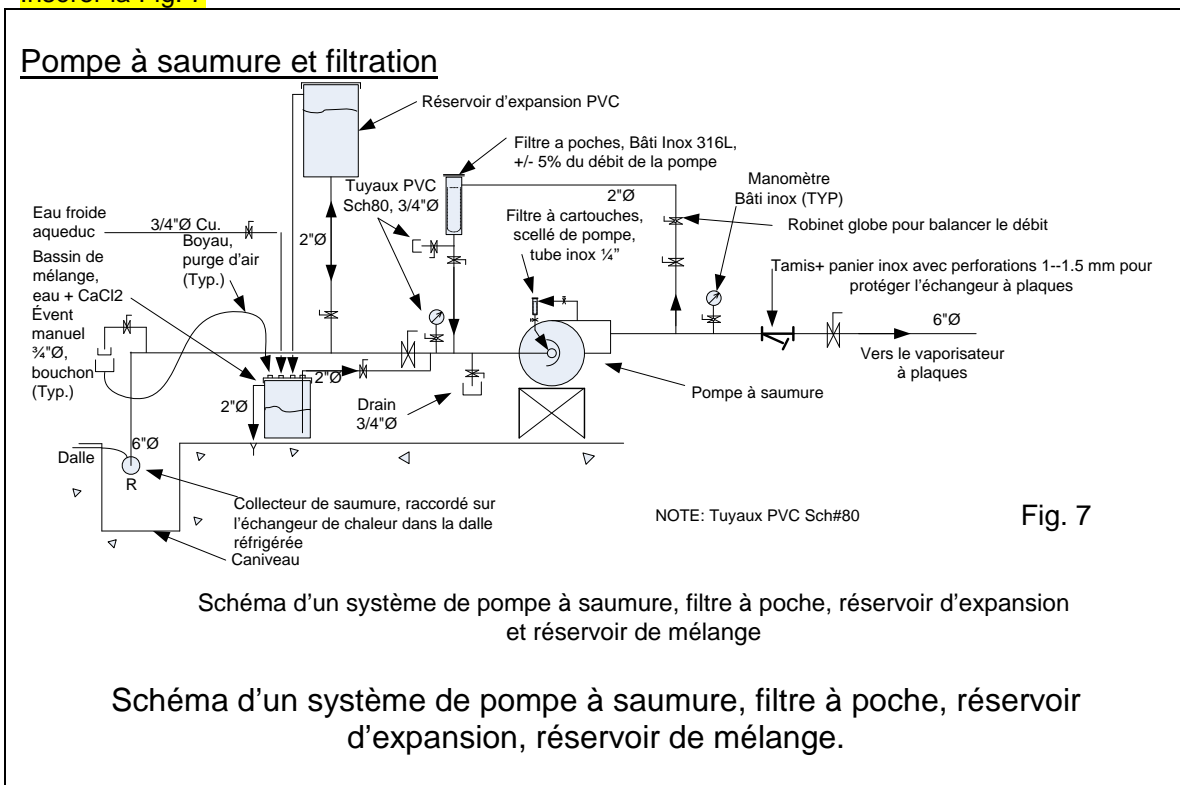 Insérer la Fig. 7
Pompe à saumure et filtration
Réservoir d'expansion PVC
Filtre a poches, Bâti Inox 316L,
+/- 5% du débit de la pompe
Manomètre
Bâti inox (TYP)
Tuyaux PVC
Sch80, 3/4"Ø
2"Ø
Filtre à cartouches,
scellé de pompe,
tube inox ¼”
Robinet globe pour balancer le débit
Eau froide
aqueduc
3/4"Ø Cu.
Boyau,
purge d'air
(Typ.)
2"Ø
Tamis+ panier inox avec perforations 1--1.5 mm pour
protéger l’échangeur à plaques
Bassin de
mélange,
eau + CaCl2
Évent
manuel
¾"Ø,
bouchon
(Typ.)
6"Ø
Vers le vaporisateur
à plaques
2"Ø
2"Ø
Drain
3/4"Ø
Pompe à saumure
6"Ø
Dalle
R
Collecteur de saumure, raccordé sur
l’échangeur de chaleur dans la dalle
réfrigérée
Caniveau
NOTE: Tuyaux PVC Sch#80
Fig. 7
Schéma d’un système de pompe à saumure, filtre à poche, réservoir d’expansion
et réservoir de mélange
Schéma d’un système de pompe à saumure, filtre à poche, réservoir
d’expansion, réservoir de mélange.